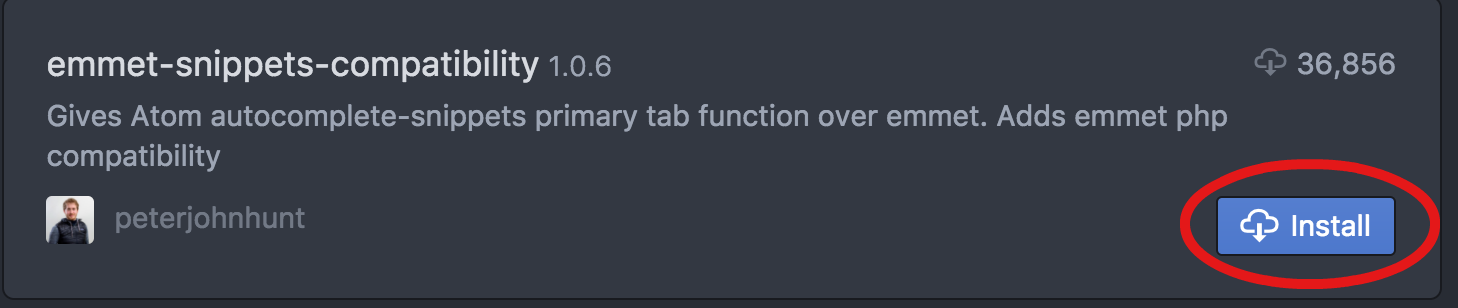 emmet-snippets-compatibility 1.0.6
36,856
Gives Atom autocomplete-snippets primary tab function over emmet. Adds emmet php
compatibility
peterjohnhunt
Install